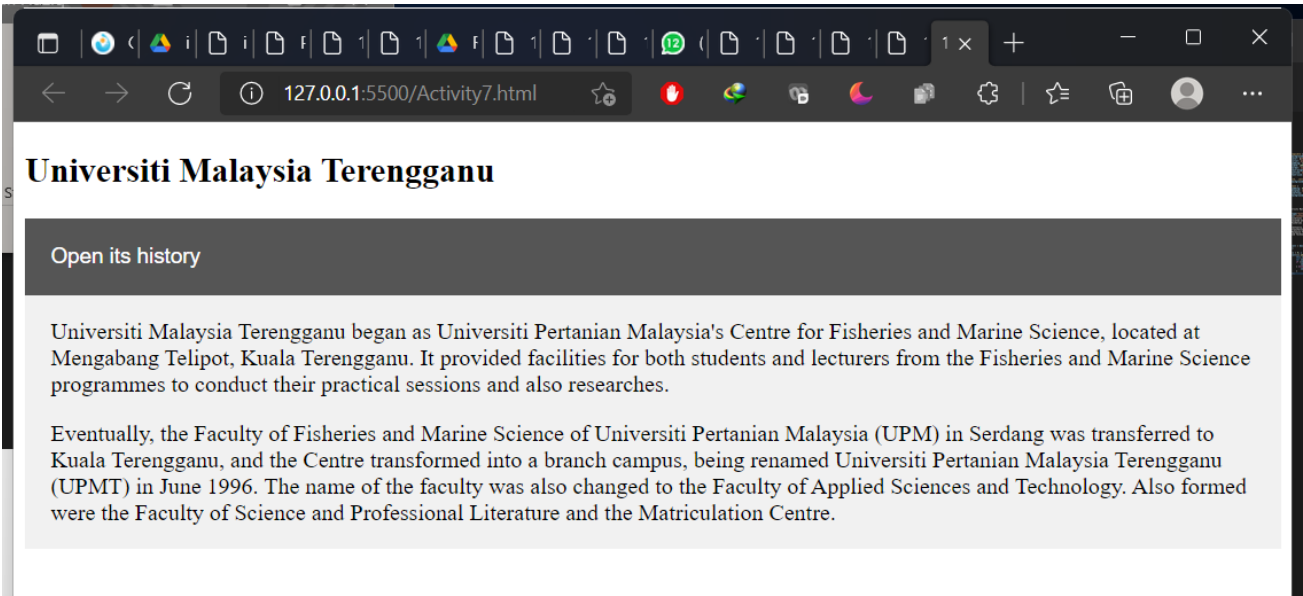 12
127.0.0.1:5500/Activity7.html
Universiti Malaysia Terengganu
Open its history
Universiti Malaysia Terengganu began as Universiti Pertanian Malaysia's Centre for Fisheries and Marine Science, located at
Mengabang Telipot, Kuala Terengganu. It provided facilities for both students and lecturers from the Fisheries and Marine Science
programmes to conduct their practical sessions and also researches.
Eventually, the Faculty of Fisheries and Marine Science of Universiti Pertanian Malaysia (UPM) in Serdang was transferred to
Kuala Terengganu, and the Centre transformed into a branch campus, being renamed Universiti Pertanian Malaysia Terengganu
(UPMT) in June 1996. The name of the faculty was also changed to the Faculty of Applied Sciences and Technology. Also formed
were the Faculty of Science and Professional Literature and the Matriculation Centre.